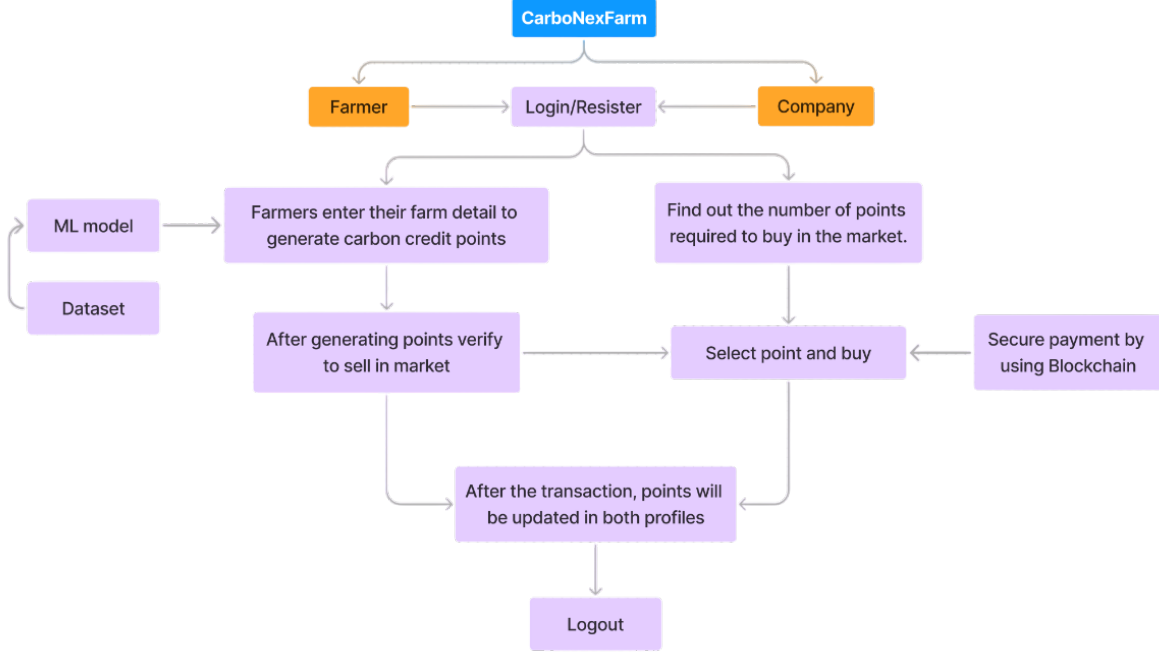 CarboNexFarm
Farmer
Login/Resister
Company
ML model
Farmers enter their farm detail to
generate carbon credit points
Find out the number of points
required to buy in the market.
Dataset
After generating points verify
to sell in market
Select point and buy
Secure payment by
using Blockchain
After the transaction, points will
be updated in both profiles
Logout